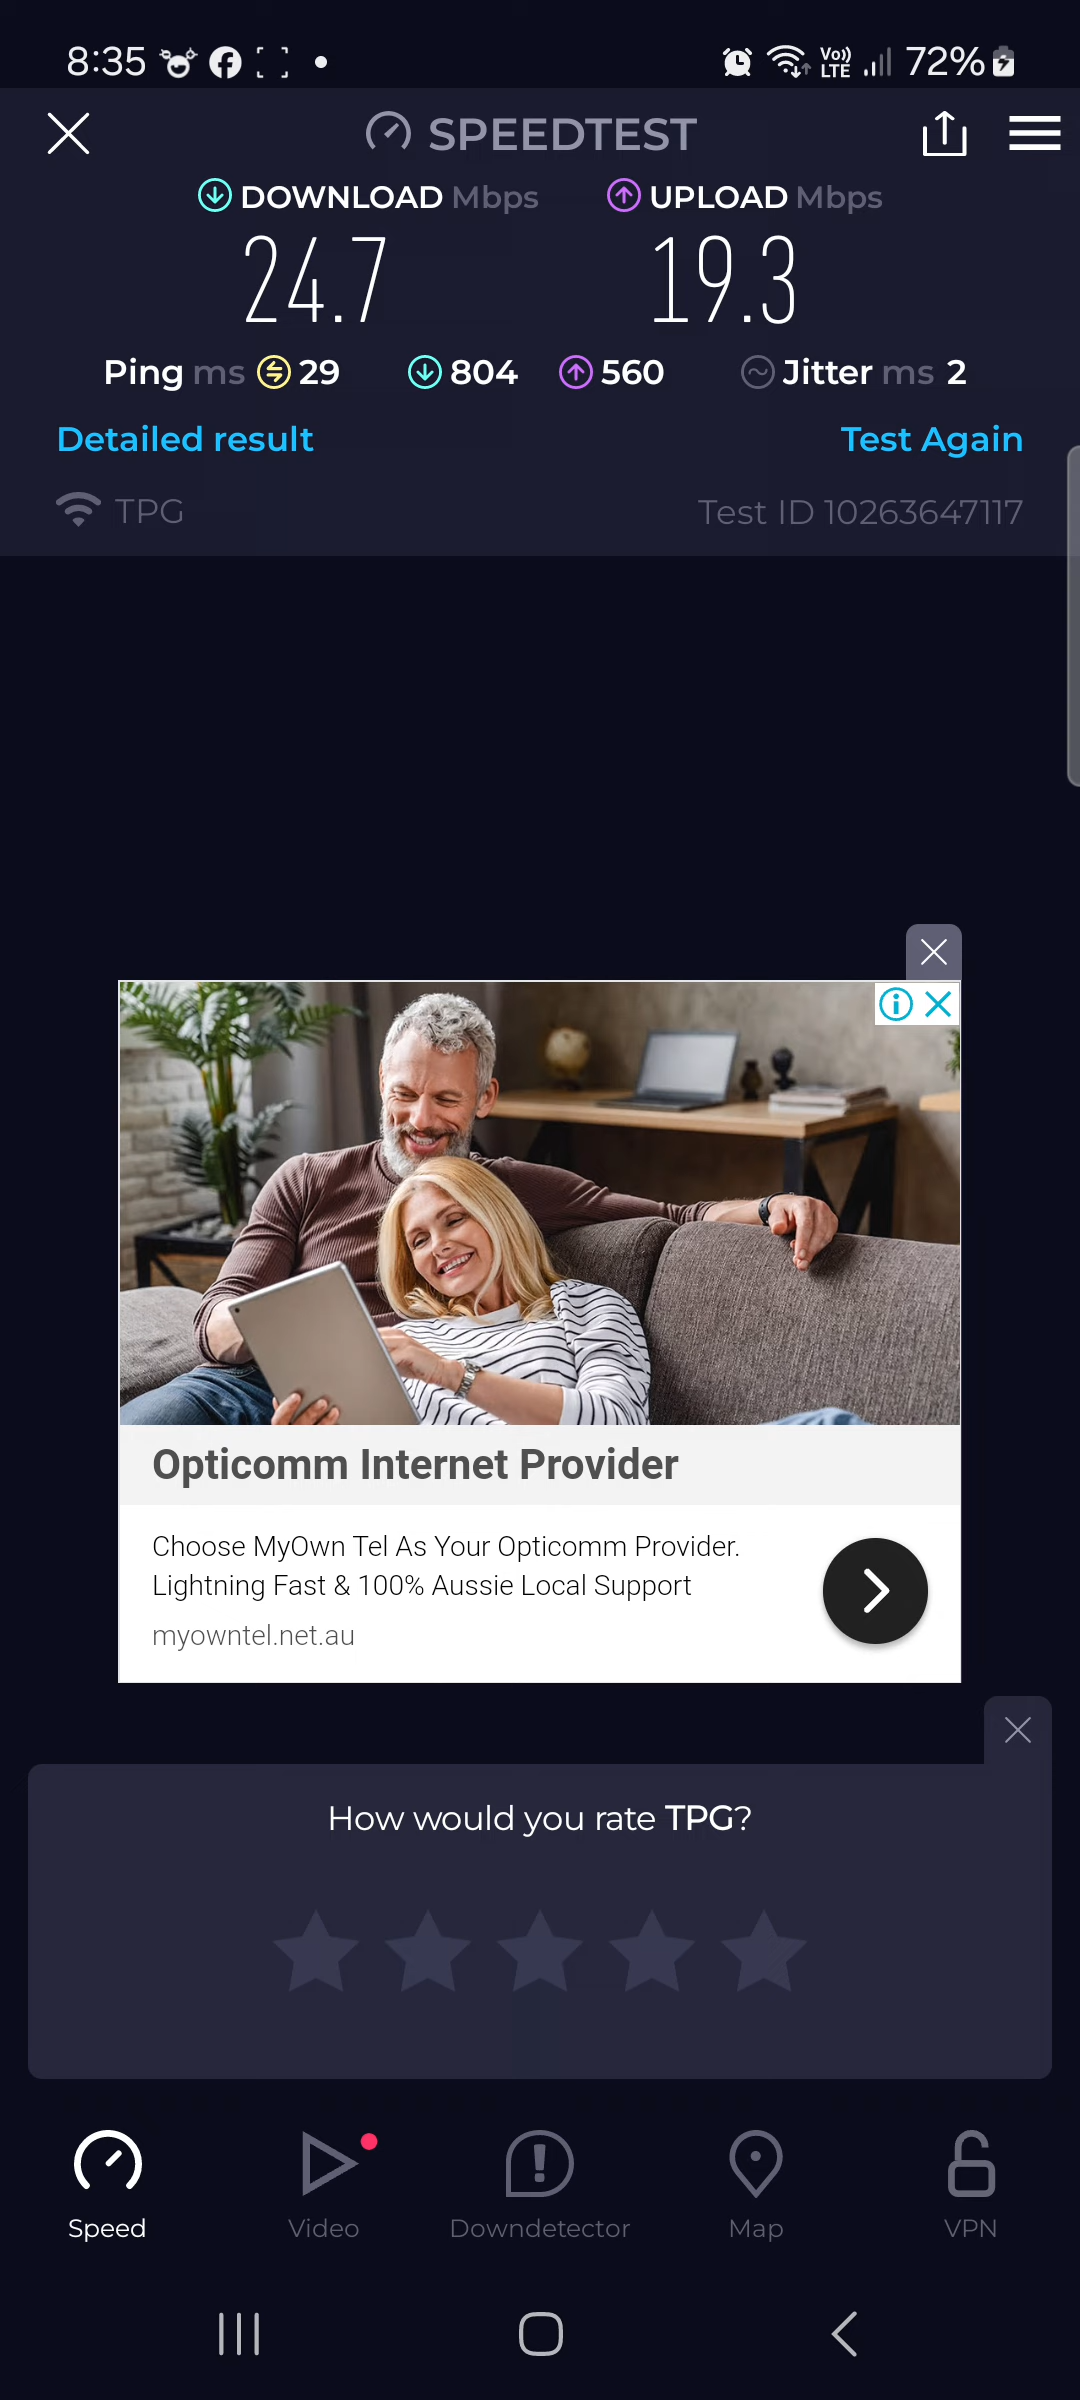 8:35 72%
Vo)) LTE
SPEEDTEST
DOWNLOAD Mbps UPLOAD Mbps
24.7 19.3
Ping ms 29 804 560 Jitter ms 2
Detailed result Test Again
TPG Test ID 10263647117
Opticomm Internet Provider
Choose MyOwn Tel As Your Opticomm Provider.
Lightning Fast & 100% Aussie Local Support
myowntel.net.au
How would you rate TPG?
Speed Video Downdetector Map VPN